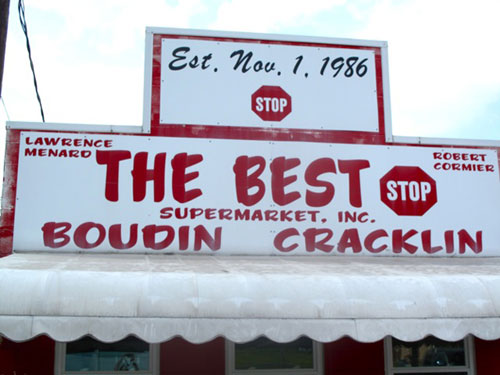 Est. Nov. 1, 1986
STOP
LAWRENCE MENARD
ROBERT CORMIER
THE BEST STOP
SUPERMARKET, INC.
BOUDIN CRACKLIN